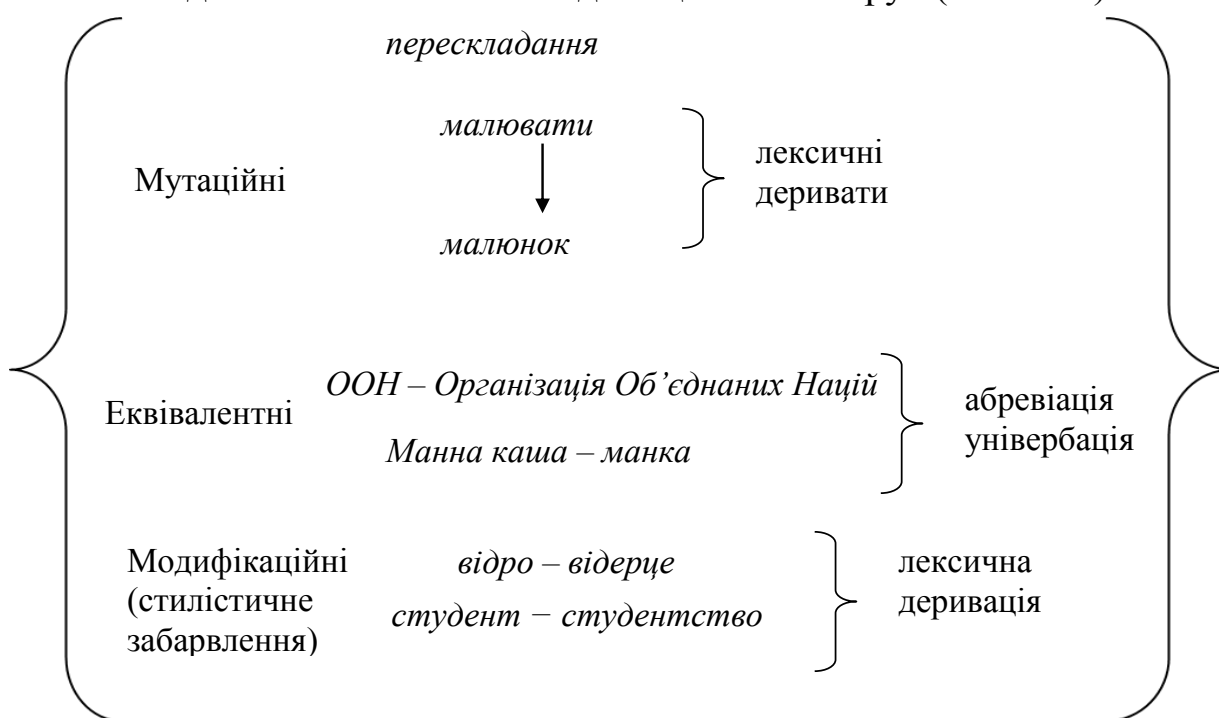 перескладання
малювати
лексичні
деривати
Мутаційні
малюнок
ООН – Організація Об’єднаних Націй
Еквівалентні
абревіація
універбація
Манна каша – манка
Модифікаційні
(стилістичне
забарвлення)
відро – відерце
студент − студентство
лексична
деривація